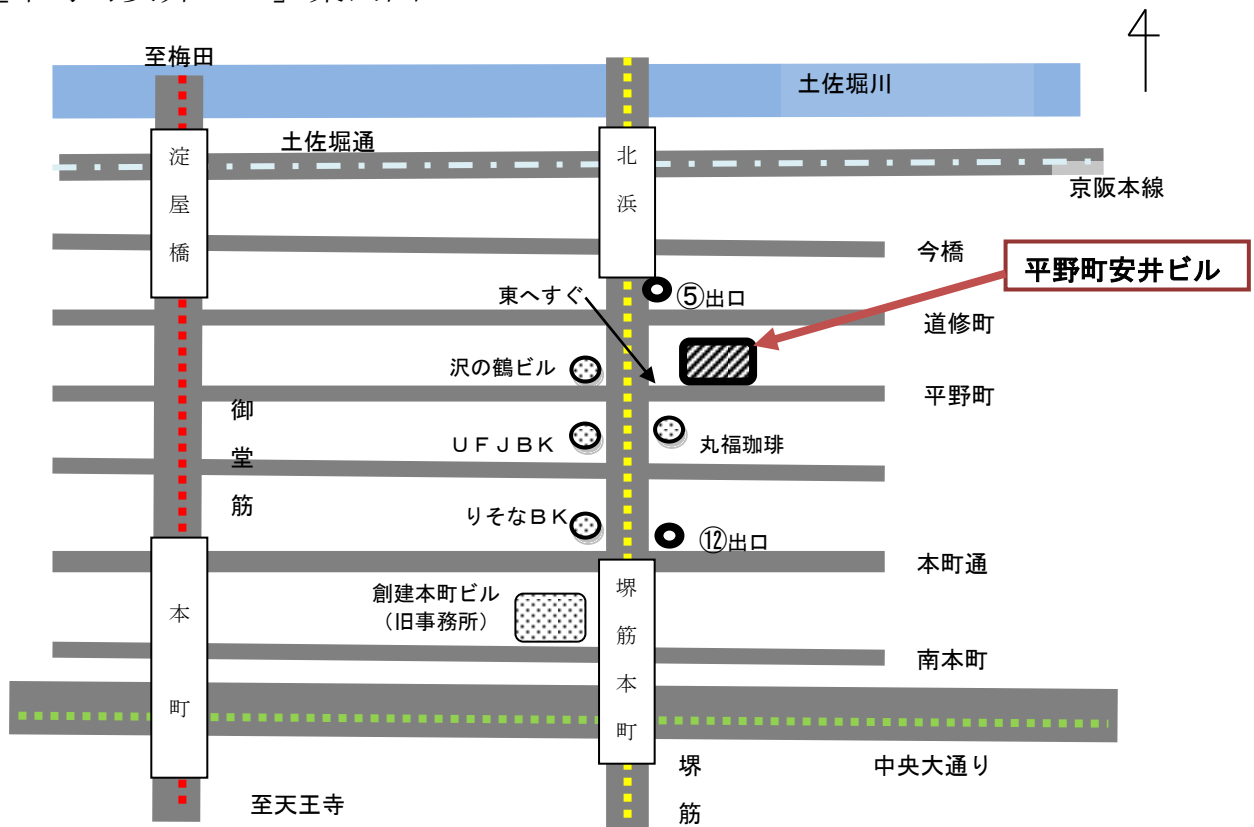 至梅田
土佐堀川
土佐堀通
淀屋橋
北浜
京阪本線
今橋
平野町安井ビル
⑤出口
東へすぐ
道修町
沢の鶴ビル
平野町
御堂筋
UFJBK
丸福珈琲
りそなBK
⑫出口
本町通
創建本町ビル
(旧事務所)
本町
堺筋本町
南本町
堺筋
中央大通り
至天王寺